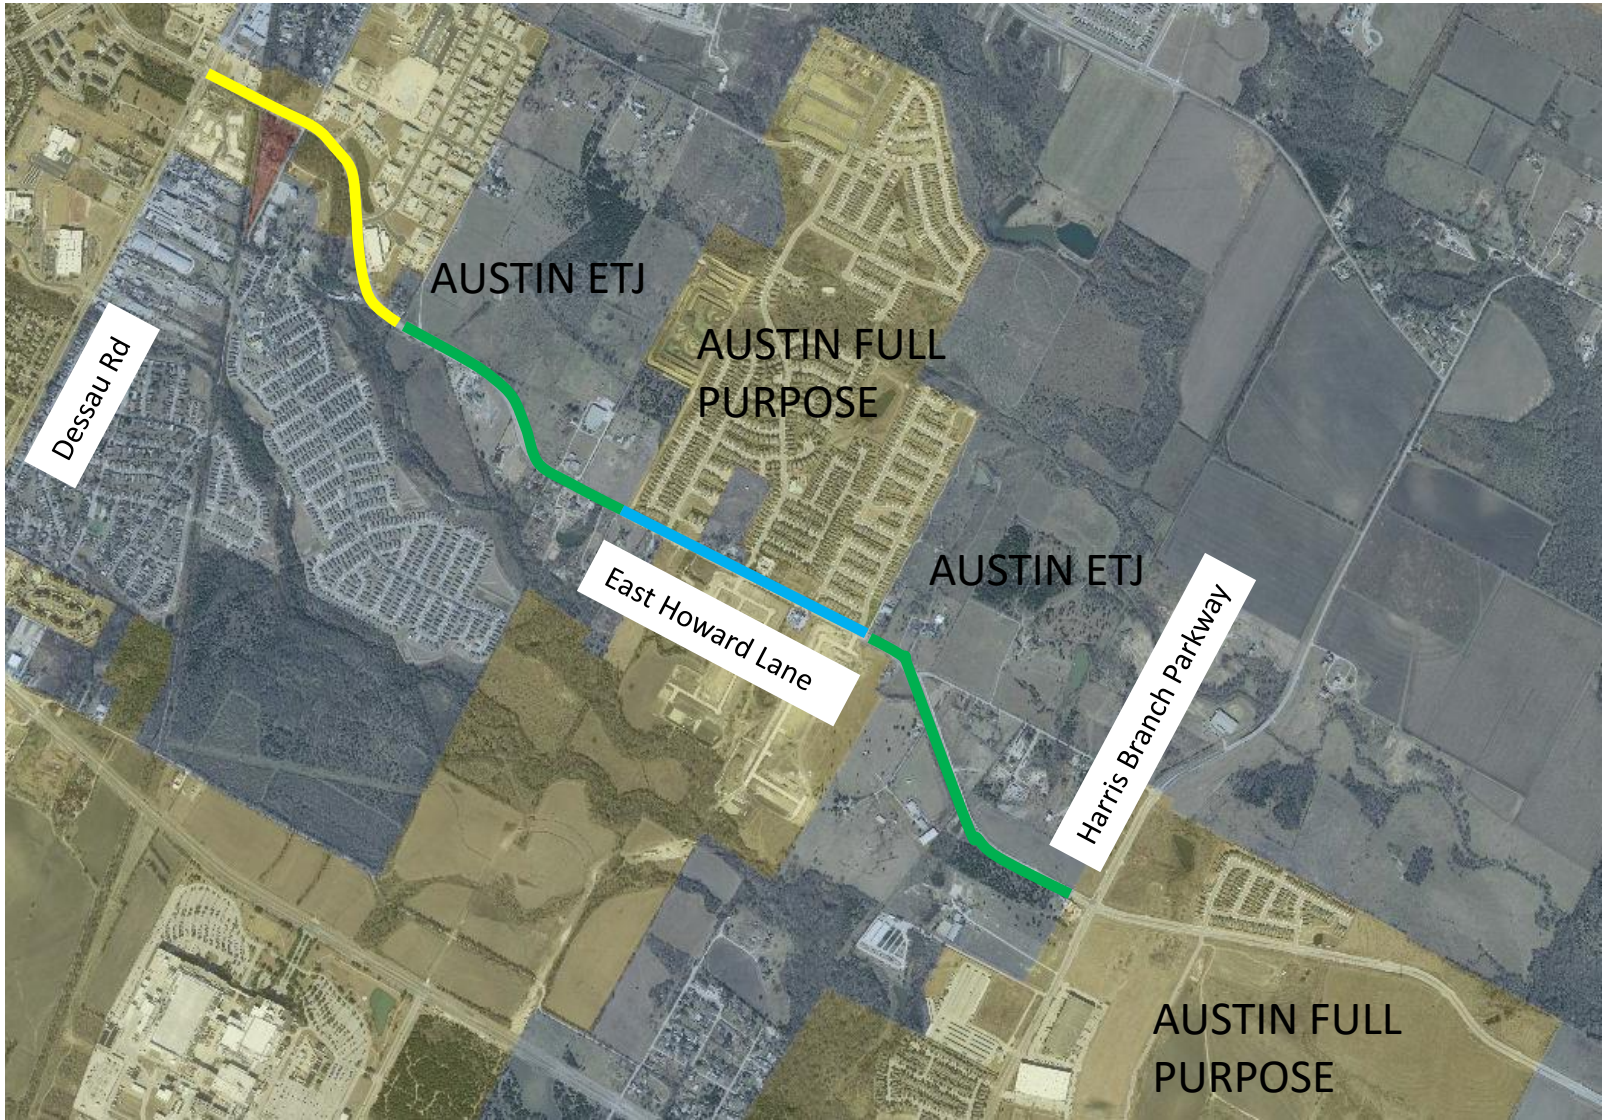 AUSTIN ETJ
AUSTIN FULL
PURPOSE
Dessau Rd
East Howard Lane
AUSTIN ETJ
Harris Branch Parkway
AUSTIN FULL
PURPOSE